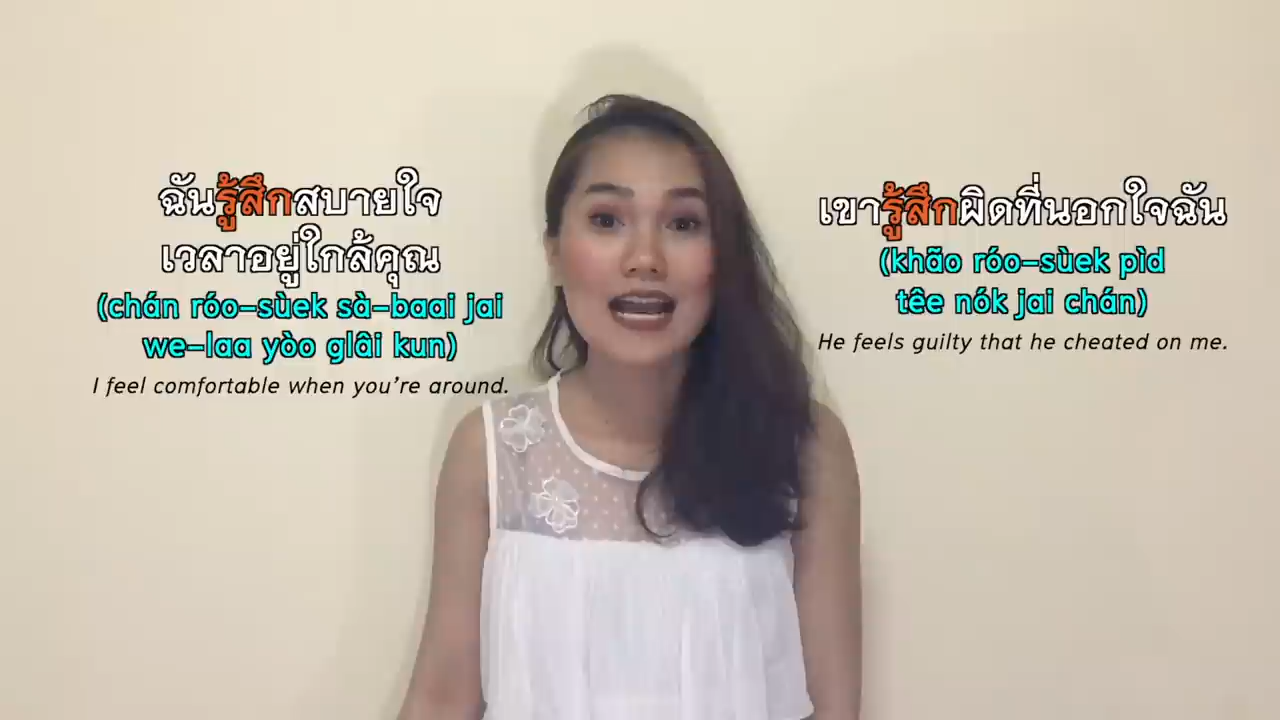 ฉันรู้สึกสบายใจ
เวลาอยู่ใกล้คุณ
(chán róo-sùek sà-baai jai
we-laa yòo glâi kun)
I feel comfortable when you're around.
เขารู้สึกผิดที่นอกใจฉัน
(khão róo-sùek pìd
têe nók jai chán)
He feels guilty that he cheated on me.